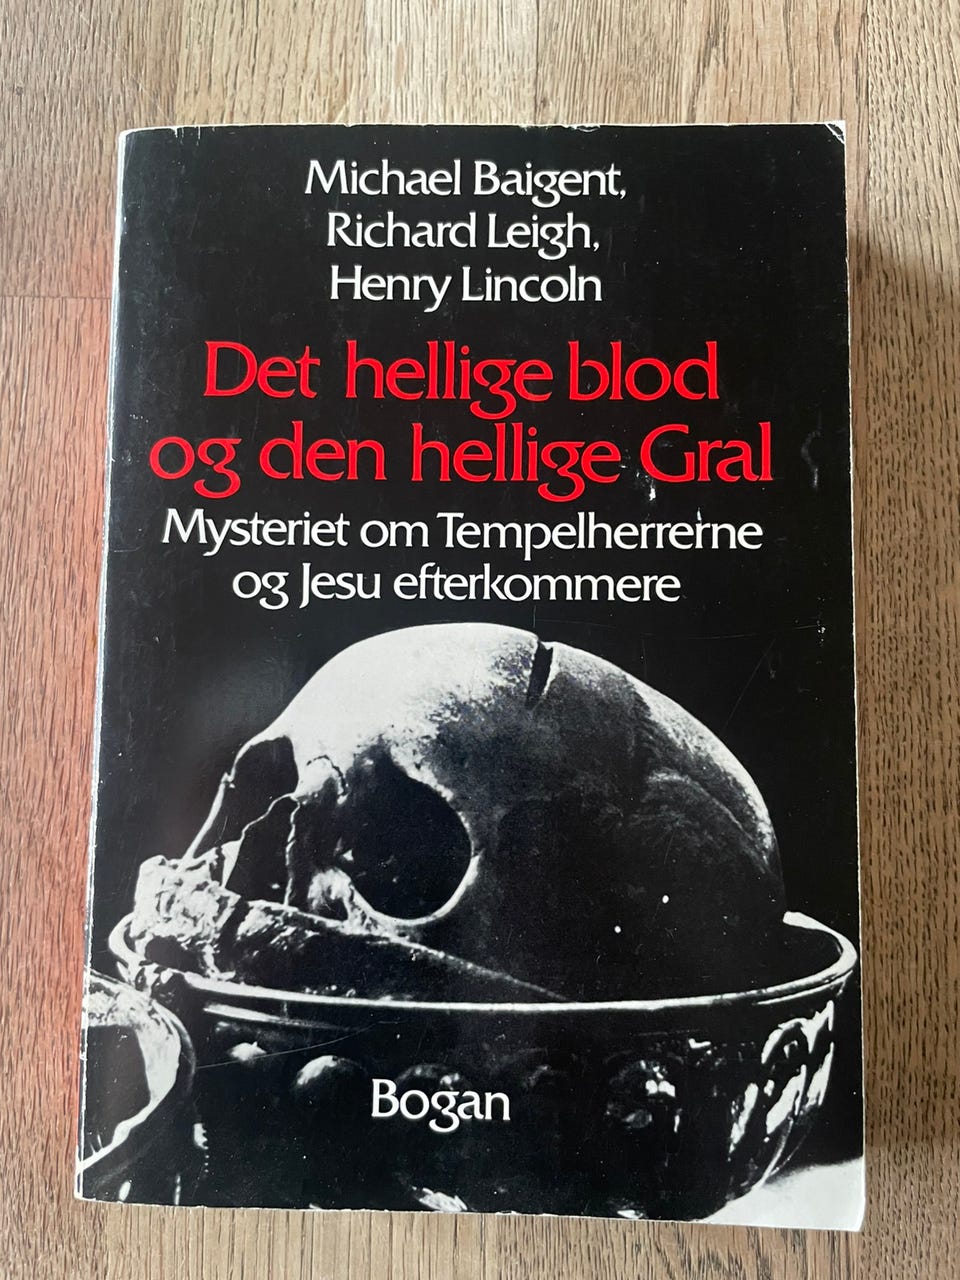 Michael Baigent,
Richard Leigh,
Henry Lincoln
Det hellige blod
og den hellige Gral
Mysteriet om Tempelherrerne
og Jesu efterkommere
Bogan